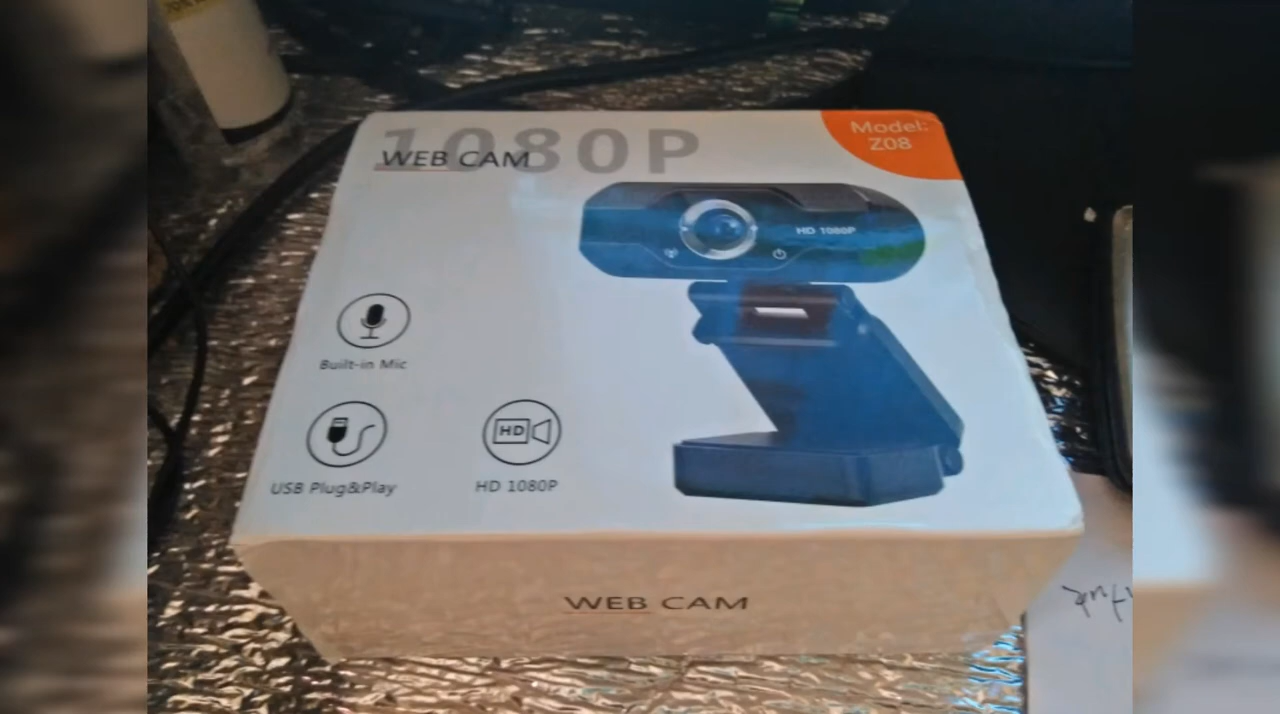 1080P
WEB CAM
Model:
Z08
HD 1080P
Built-in Mic
HD
USB Plug&Play
HD 1080P
WEB CAM